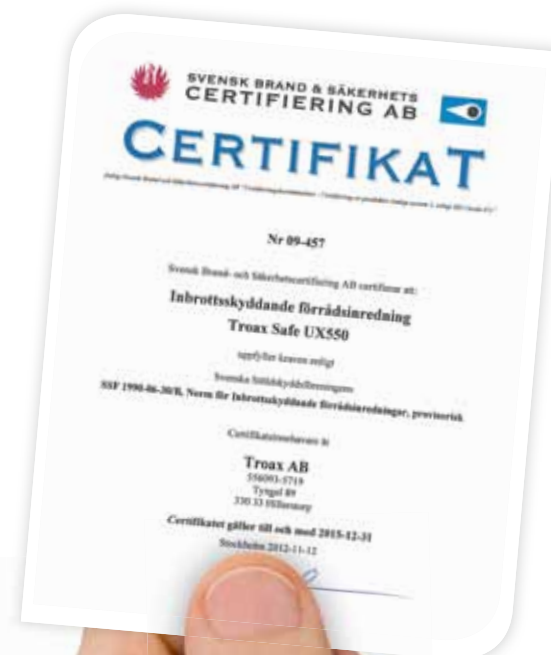 SVENSK BRAND & SÄKERHETS
CERTIFIERING AB
CERTIFIKAT
Nr 09-457
Svensk Brand- och Säkerhetscertifiering AB certifierar att:
Inbrottsskyddande förrådsinredning
Troax Safe UX550
uppfyller kraven enligt
Svenska Stöldskyddsföreningens
SSF 1990-06-30/R, Norm för Inbrottsskyddande förrådsinredningar, provisorisk
Certifikatsinnehavare är
Troax AB
556093-5719
Tyngel 89
330 33 Hillerstorp
Certifikatet gäller till och med 2015-12-31
Stockholm 2012-11-12